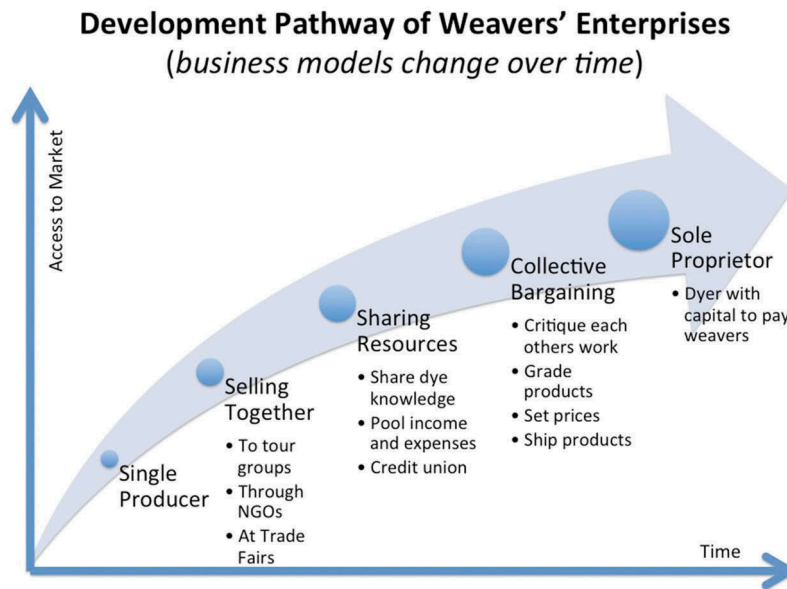 Development Pathway of Weavers' Enterprises
(business models change over time)
Access to Market
Single
Producer
Selling
Together
• To tour
groups
• Through
NGOs
• At Trade
Fairs
Sharing
Resources
• Share dye
knowledge
• Pool income
and expenses
• Credit union
Collective
Bargaining
• Critique each
others work
• Grade
products
• Set prices
• Ship products
Sole
Proprietor
• Dyer with
capital to pay
weavers
Time